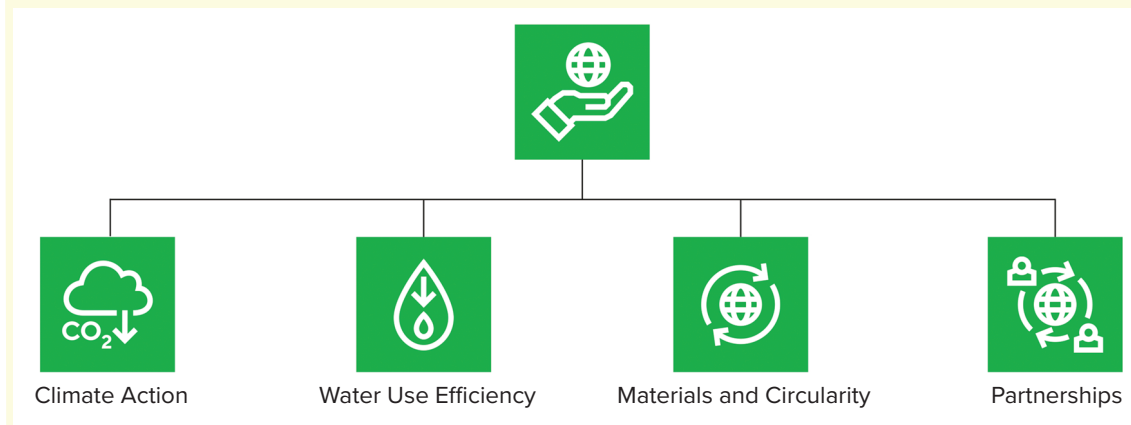 CO₂
Climate Action
Water Use Efficiency
Materials and Circularity
Partnerships